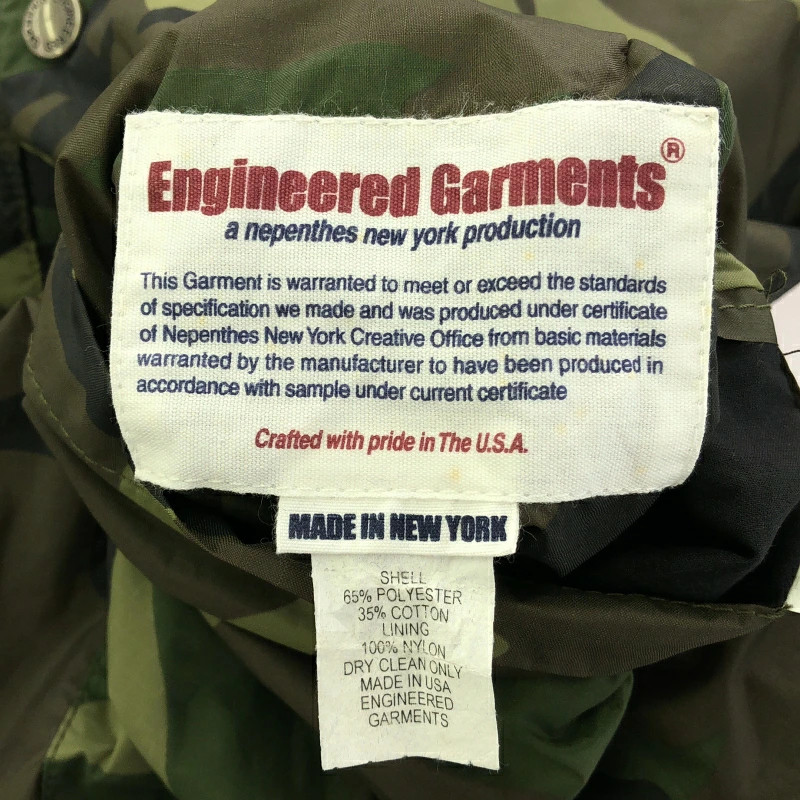 Engineered Garments®
a nepenthes new york production
This Garment is warranted to meet or exceed the standards
of specification we made and was produced under certificate
of Nepenthes New York Creative Office from basic materials
warranted by the manufacturer to have been produced in
accordance with sample under current certificate
Crafted with pride in The U.S.A.
MADE IN NEW YORK
SHELL
65% POLYESTER
35% COTTON
LINING
100% NYLON
DRY CLEAN ONLY
MADE IN USA
ENGINEERED
GARMENTS